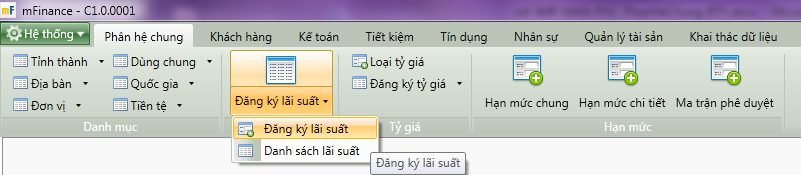 mF mFinance - C1.0.0001
Hệ thống Phân hệ chung Khách hàng Kế toán Tiết kiệm Tín dụng Nhân sự Quản lý tài sản Khai thác dữ liệu
Tỉnh thành Dùng chung
Địa bàn Quốc gia
Đơn vị Tiền tệ
Danh mục
Đăng ký lãi suất
Đăng ký lãi suất
Danh sách lãi suất
Đăng ký lãi suất
Loại tỷ giá
Đăng ký tỷ giá
Tỷ giá
Hạn mức chung Hạn mức chi tiết Ma trận phê duyệt
Hạn mức